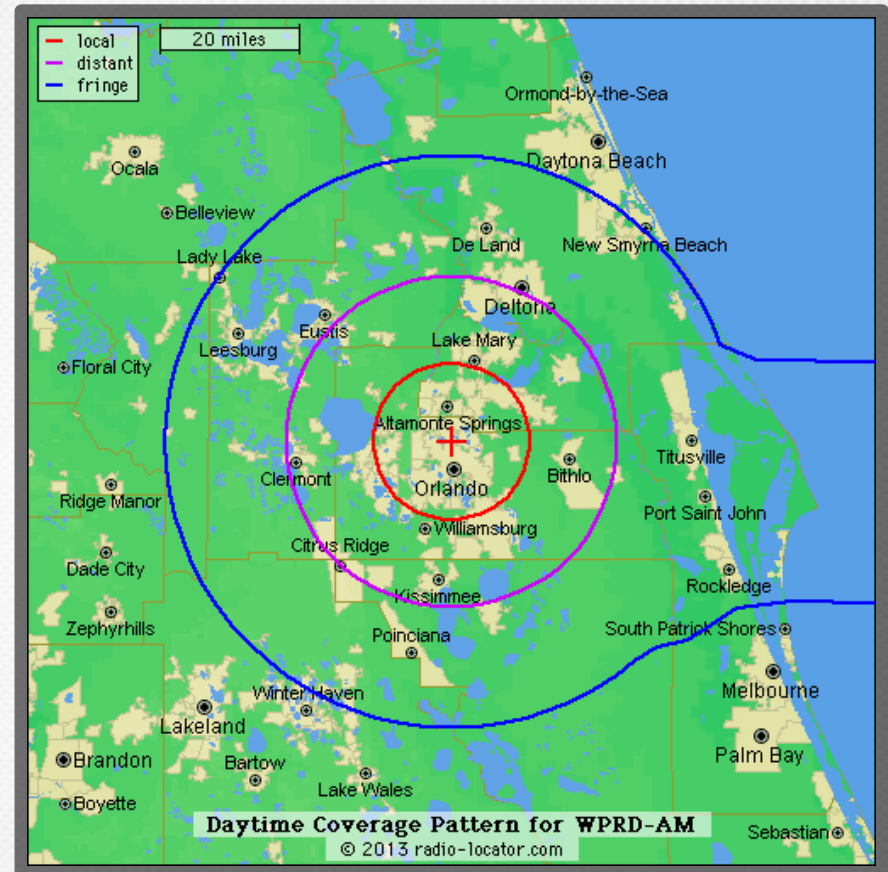 local
distant
fringe
20 miles
Ormond-by-the-Sea
Daytona Beach
Ocala
Belleview
De Land
New Smyrna Beach
Lady Lake
Deltona
Eustis
Lake Mary
Leesburg
Floral City
Altamonte Springs
Titusville
Clermont
Bithlo
Orlando
Ridge Manor
Port Saint John
Williamsburg
Citrus Ridge
Dade City
Rockledge
Kissimmee
Zephyrhills
Poinciana
South Patrick Shores
Winter Haven
Melbourne
Lakeland
Brandon
Bartow
Palm Bay
Lake Wales
Boyette
Daytime Coverage Pattern for WPRD-AM
Sebastian
© 2013 radio-locator.com